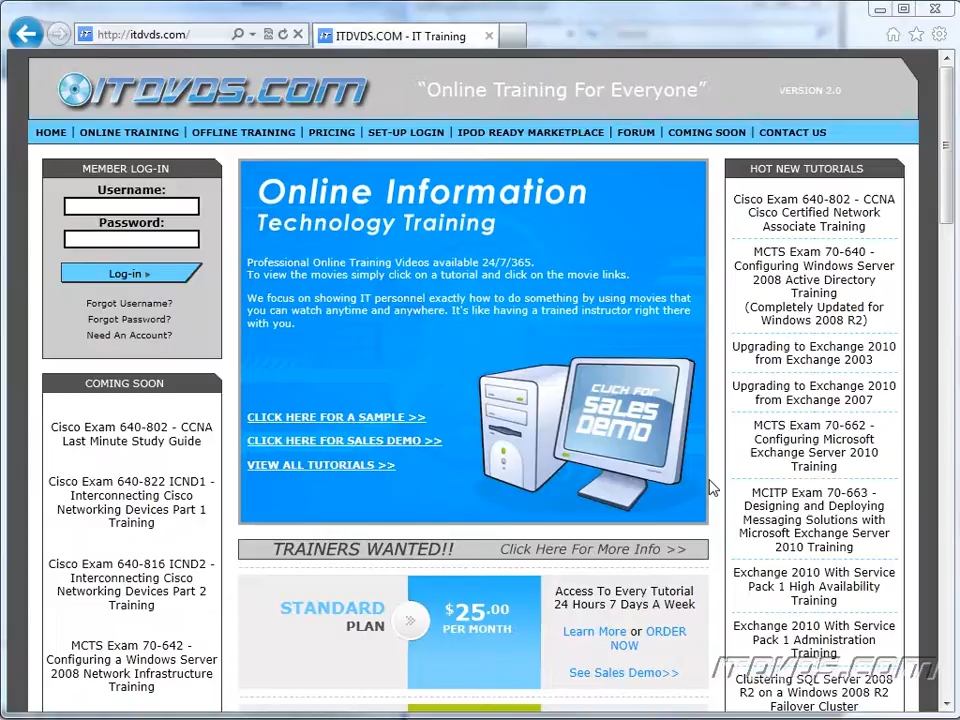 http://itdvds.com/
ITDVDS.COM - IT Training
ITDVDS.COM
“Online Training For Everyone”
VERSION 2.0
HOME | ONLINE TRAINING | OFFLINE TRAINING | PRICING | SET-UP LOGIN | IPOD READY MARKETPLACE | FORUM | COMING SOON | CONTACT US
MEMBER LOG-IN
Username:
Password:
Log-in »
Forgot Username?
Forgot Password?
Need An Account?
COMING SOON
Cisco Exam 640-802 - CCNA
Last Minute Study Guide
Cisco Exam 640-822 ICND1 -
Interconnecting Cisco
Networking Devices Part 1
Training
Cisco Exam 640-816 ICND2 -
Interconnecting Cisco
Networking Devices Part 2
Training
MCTS Exam 70-642 -
Configuring a Windows Server
2008 Network Infrastructure
Training
Online Information
Technology Training
Professional Online Training Videos available 24/7/365.
To view the movies simply click on a tutorial and click on the movie links.
We focus on showing IT personnel exactly how to do something by using movies that
you can watch anytime and anywhere. It's like having a trained instructor right there
with you.
CLICK HERE FOR A SAMPLE >>
CLICK HERE FOR SALES DEMO >>
VIEW ALL TUTORIALS >>
CLICK FOR
SALES
DEMO
TRAINERS WANTED!! Click Here For More Info >>
STANDARD
PLAN
$25.00
PER MONTH
Access To Every Tutorial
24 Hours 7 Days A Week
Learn More or ORDER
NOW
See Sales Demo>>
HOT NEW TUTORIALS
Cisco Exam 640-802 - CCNA
Cisco Certified Network
Associate Training
MCTS Exam 70-640 -
Configuring Windows Server
2008 Active Directory
Training
(Completely Updated for
Windows 2008 R2)
Upgrading to Exchange 2010
from Exchange 2003
Upgrading to Exchange 2010
from Exchange 2007
MCTS Exam 70-662 -
Configuring Microsoft
Exchange Server 2010
Training
MCITP Exam 70-663 -
Designing and Deploying
Messaging Solutions with
Microsoft Exchange Server
2010 Training
Exchange 2010 With Service
Pack 1 High Availability
Training
Exchange 2010 With Service
Pack 1 Administration
Training
Clustering SQL Server 2008
R2 on a Windows 2008 R2
Failover Cluster
ITDVDS.COM